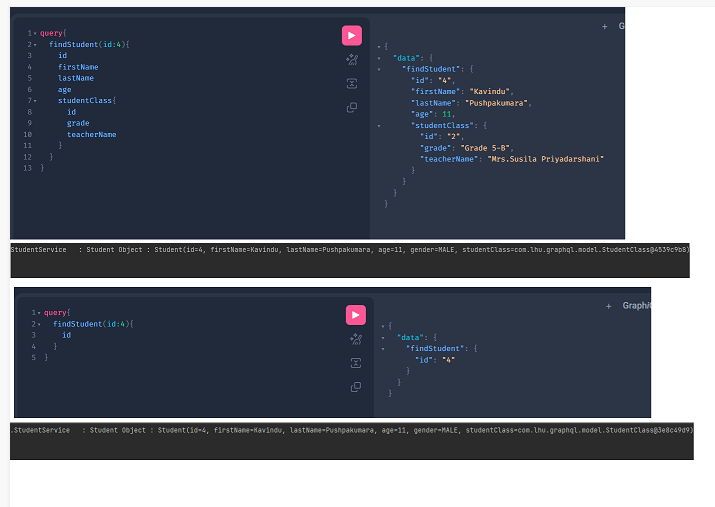 + G
1 query{
2 findStudent(id:4){
3 id
4 firstName
5 lastName
6 age
7 studentClass{
8 id
9 grade
10 teacherName
11 }
12 }
13 }
{
"data": {
"findStudent": {
"id": "4",
"firstName": "Kavindu",
"lastName": "Pushpakumara",
"age": 11,
"studentClass": {
"id": "2",
"grade": "Grade 5-B",
"teacherName": "Mrs.Susila Priyadarshani"
}
}
}
}
StudentService : Student Object : Student(id=4, firstName=Kavindu, lastName=Pushpakumara, age=11, gender=MALE, studentClass=com.lhu.graphql.model.StudentClass@4539c9b8)
+ GraphiQ
1 query{
2 findStudent(id:4){
3 id
4 }
5 }
{
"data": {
"findStudent": {
"id": "4"
}
}
}
.StudentService : Student Object : Student(id=4, firstName=Kavindu, lastName=Pushpakumara, age=11, gender=MALE, studentClass=com.lhu.graphql.model.StudentClass@3e8c49d9)